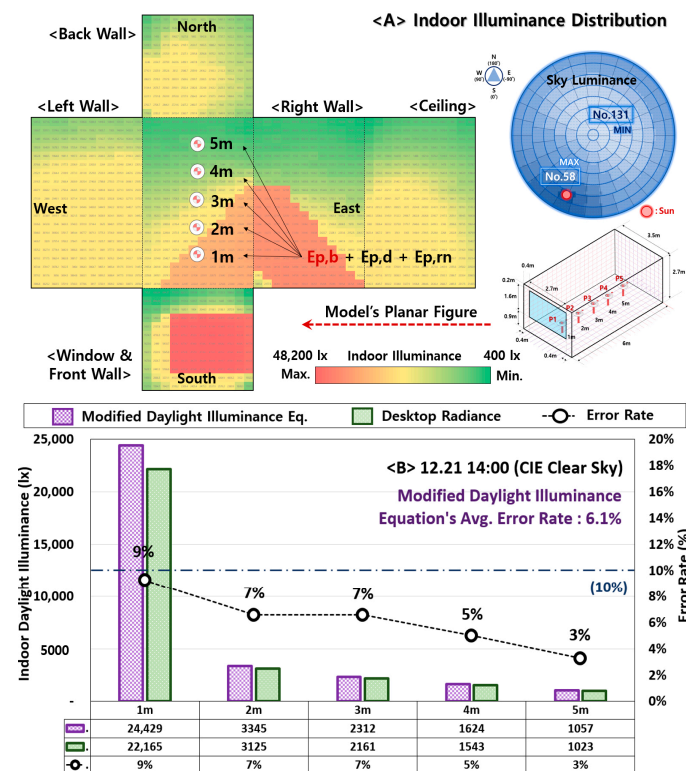 <A> Indoor Illuminance Distribution
<Back Wall>
North
<Left Wall>
<Right Wall>
<Ceiling>
N
(180°)
W
(90°)
E
(-90°)
S
(0°)
Sky Luminance
No.131
MIN
MAX
No.58
: Sun
5m
4m
3m
2m
1m
West
East
Ep,b + Ep,d + Ep,rn
Model's Planar Figure
<Window &
Front Wall>
South
48,200 lx Indoor Illuminance 400 lx
Max. Min.
3.5m
2.7m
0.4m
0.2m
1.6m
0.9m
2.7m
0.4m
0.4m
6m
P1
P2
P3
P4
P5
1m
2m
3m
4m
5m
Modified Daylight Illuminance Eq. Desktop Radiance Error Rate
<B> 12.21 14:00 (CIE Clear Sky)
Modified Daylight Illuminance
Equation's Avg. Error Rate : 6.1%
Indoor Daylight Illuminance (lx)
25,000
20,000
15,000
10,000
5000
-
20%
18%
16%
14%
12%
10%
8%
6%
4%
2%
0%
Error Rate (%)
(10%)
9%
7%
7%
5%
3%
1m 2m 3m 4m 5m
. 24,429 3345 2312 1624 1057
. 22,165 3125 2161 1543 1023
. 9% 7% 7% 5% 3%